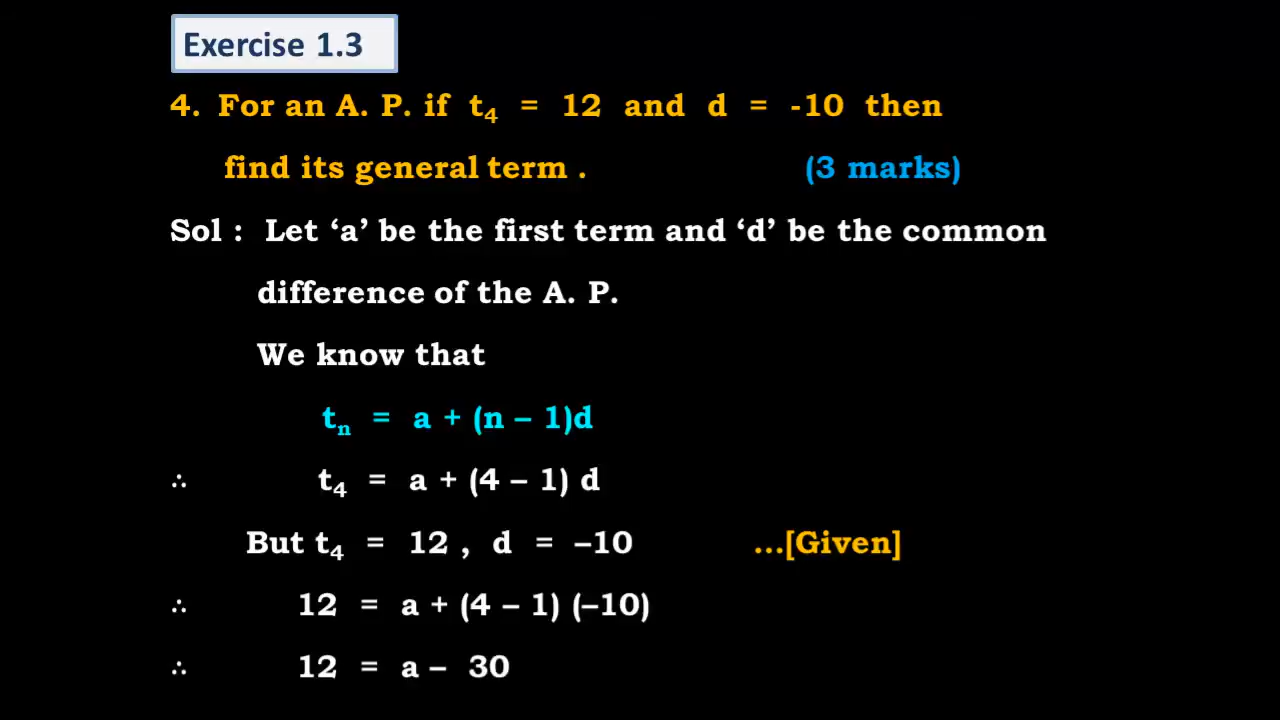 Exercise 1.3
4. For an A. P. if t₄ = 12 and d = -10 then
find its general term . (3 marks)
Sol : Let ‘a’ be the first term and ‘d’ be the common
difference of the A. P.
We know that
tₙ = a + (n – 1)d
∴ t₄ = a + (4 – 1) d
But t₄ = 12 , d = –10 ...[Given]
∴ 12 = a + (4 – 1) (–10)
∴ 12 = a – 30